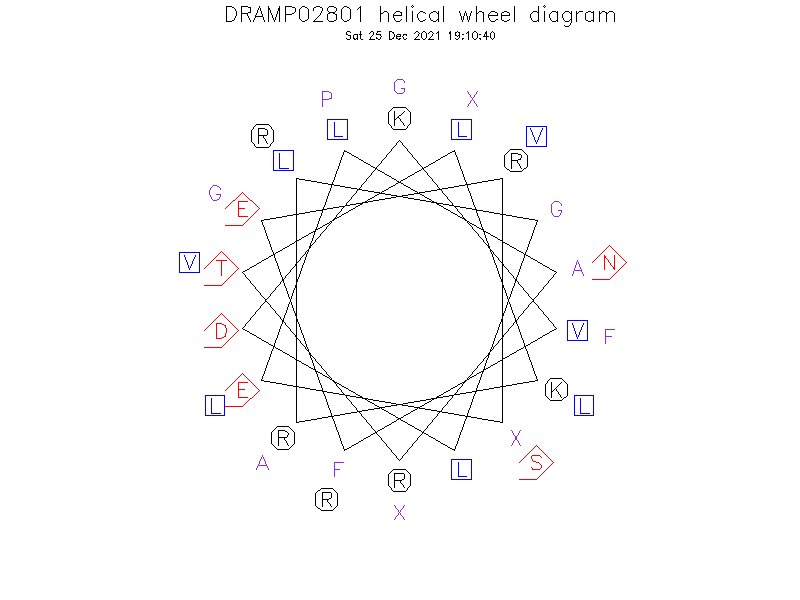 DRAMP02801 helical wheel diagram
Sat 25 Dec 2021 19:10:40
G
P X
K
L L
R V
L R
G E G
V T A N
D V F
E K
L L
R X
A F L S
R R
X